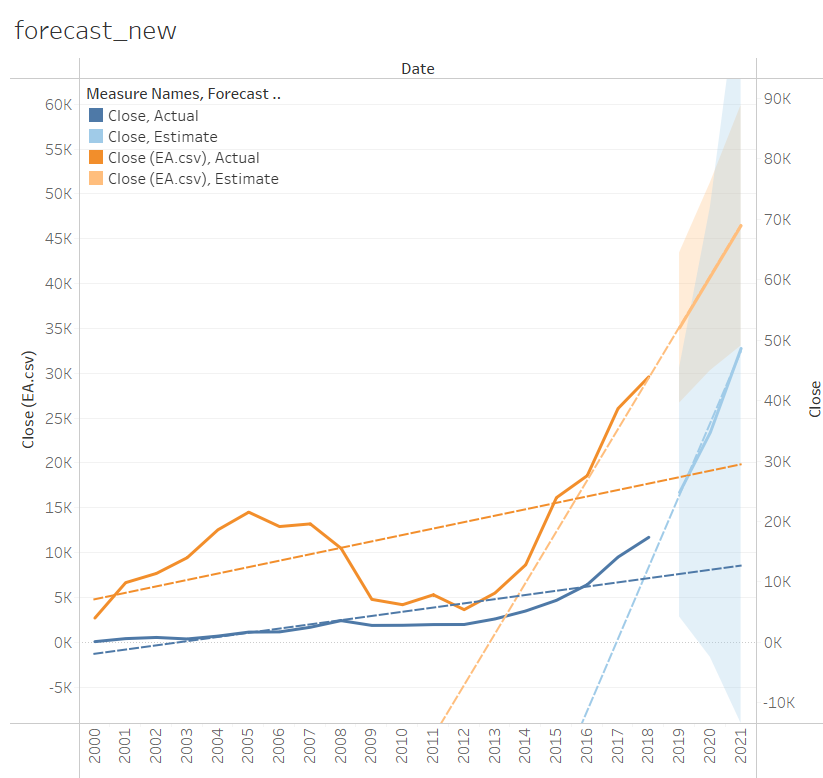 forecast_new
Date
Measure Names, Forecast ..
Close, Actual
Close, Estimate
Close (EA.csv), Actual
Close (EA.csv), Estimate
60K
55K
50K
45K
40K
35K
30K
25K
20K
15K
10K
5K
0K
-5K
Close (EA.csv)
90K
80K
70K
60K
50K
40K
30K
20K
10K
0K
-10K
Close
2000
2001
2002
2003
2004
2005
2006
2007
2008
2009
2010
2011
2012
2013
2014
2015
2016
2017
2018
2019
2020
2021